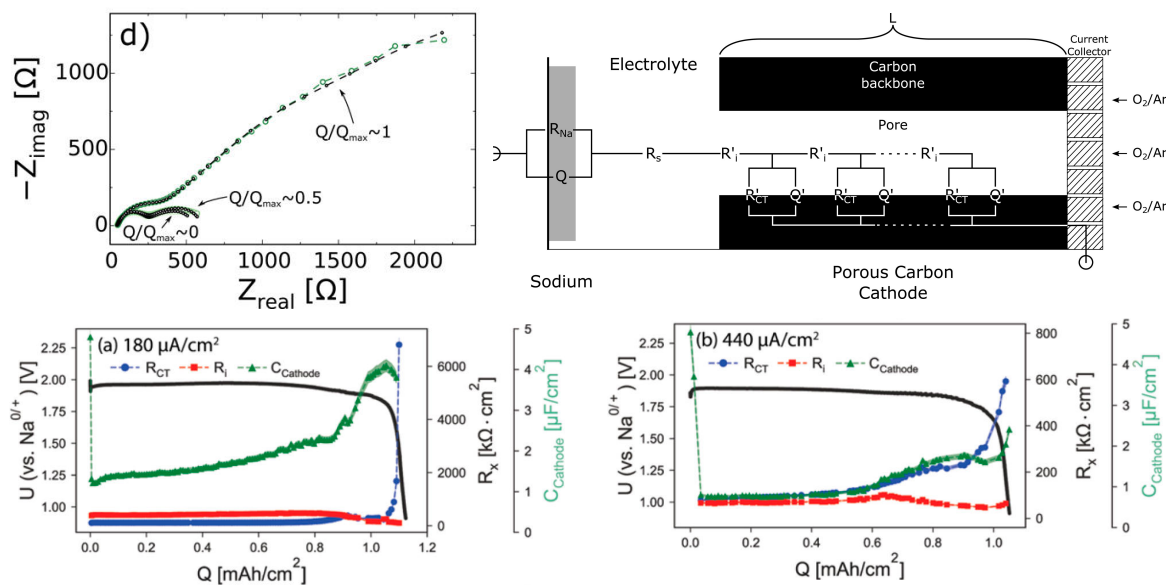 d)
1000
500
0
−Z_imag [Ω]
Q/Q_max~1
Q/Q_max~0.5
Q/Q_max~0
0 500 1000 1500 2000
Z_real [Ω]
L
Current
Collector
Electrolyte
Carbon
backbone
Pore
O₂/Ar
O₂/Ar
O₂/Ar
R_Na
Q
R_s
R'_i
R'_i
R'_i
R'_CT
Q'
R'_CT
Q'
R'_CT
Q'
Sodium
Porous Carbon
Cathode
(a) 180 μA/cm²
R_CT R_i C_Cathode
2.25
2.00
1.75
1.50
1.25
1.00
U (vs. Na^0/+) [V]
6000
4000
2000
0
R_x [kΩ· cm²]
5
4
3
2
1
0
C_Cathode [μF/cm²]
0.0 0.2 0.4 0.6 0.8 1.0 1.2
Q [mAh/cm²]
(b) 440 μA/cm²
R_CT R_i C_Cathode
2.25
2.00
1.75
1.50
1.25
1.00
U (vs. Na^0/+) [V]
800
600
400
200
0
R_x [kΩ· cm²]
5
4
3
2
1
0
C_Cathode [μF/cm²]
0.0 0.2 0.4 0.6 0.8 1.0
Q [mAh/cm²]